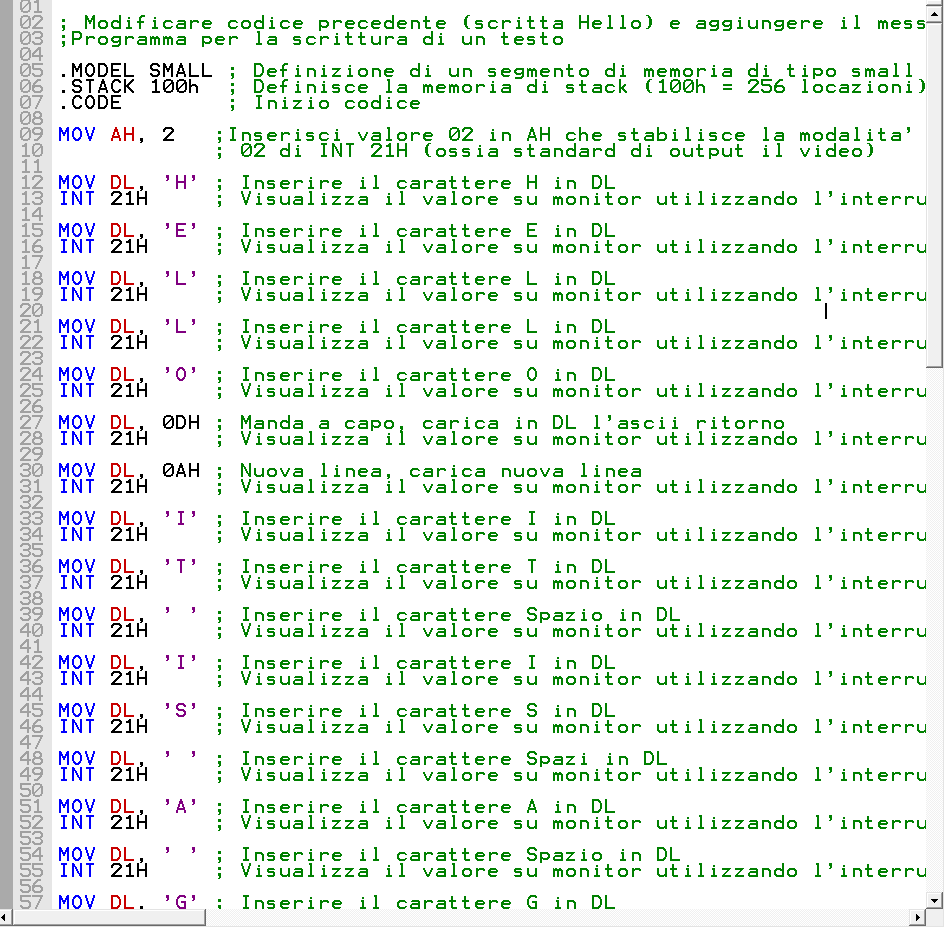 01
02 ; Modificare codice precedente (scritta Hello) e aggiungere il mess
03 ;Programma per la scrittura di un testo
04
05 .MODEL SMALL ; Definizione di un segmento di memoria di tipo small
06 .STACK 100h ; Definisce la memoria di stack (100h = 256 locazioni)
07 .CODE ; Inizio codice
08
09 MOV AH, 2 ;Inserisci valore 02 in AH che stabilisce la modalita'
10 ; 02 di INT 21H (ossia standard di output il video)
11
12 MOV DL, 'H' ; Inserire il carattere H in DL
13 INT 21H ; Visualizza il valore su monitor utilizzando l'interru
14
15 MOV DL, 'E' ; Inserire il carattere E in DL
16 INT 21H ; Visualizza il valore su monitor utilizzando l'interru
17
18 MOV DL, 'L' ; Inserire il carattere L in DL
19 INT 21H ; Visualizza il valore su monitor utilizzando l'interru
20
21 MOV DL, 'L' ; Inserire il carattere L in DL
22 INT 21H ; Visualizza il valore su monitor utilizzando l'interru
23
24 MOV DL, 'O' ; Inserire il carattere O in DL
25 INT 21H ; Visualizza il valore su monitor utilizzando l'interru
26
27 MOV DL, 0DH ; Manda a capo, carica in DL l'ascii ritorno
28 INT 21H ; Visualizza il valore su monitor utilizzando l'interru
29
30 MOV DL, 0AH ; Nuova linea, carica nuova linea
31 INT 21H ; Visualizza il valore su monitor utilizzando l'interru
32
33 MOV DL, 'I' ; Inserire il carattere I in DL
34 INT 21H ; Visualizza il valore su monitor utilizzando l'interru
35
36 MOV DL, 'T' ; Inserire il carattere T in DL
37 INT 21H ; Visualizza il valore su monitor utilizzando l'interru
38
39 MOV DL, ' ' ; Inserire il carattere Spazio in DL
40 INT 21H ; Visualizza il valore su monitor utilizzando l'interru
41
42 MOV DL, 'I' ; Inserire il carattere I in DL
43 INT 21H ; Visualizza il valore su monitor utilizzando l'interru
44
45 MOV DL, 'S' ; Inserire il carattere S in DL
46 INT 21H ; Visualizza il valore su monitor utilizzando l'interru
47
48 MOV DL, ' ' ; Inserire il carattere Spazi in DL
49 INT 21H ; Visualizza il valore su monitor utilizzando l'interru
50
51 MOV DL, 'A' ; Inserire il carattere A in DL
52 INT 21H ; Visualizza il valore su monitor utilizzando l'interru
53
54 MOV DL, ' ' ; Inserire il carattere Spazio in DL
55 INT 21H ; Visualizza il valore su monitor utilizzando l'interru
56
57 MOV DL, 'G' ; Inserire il carattere G in DL